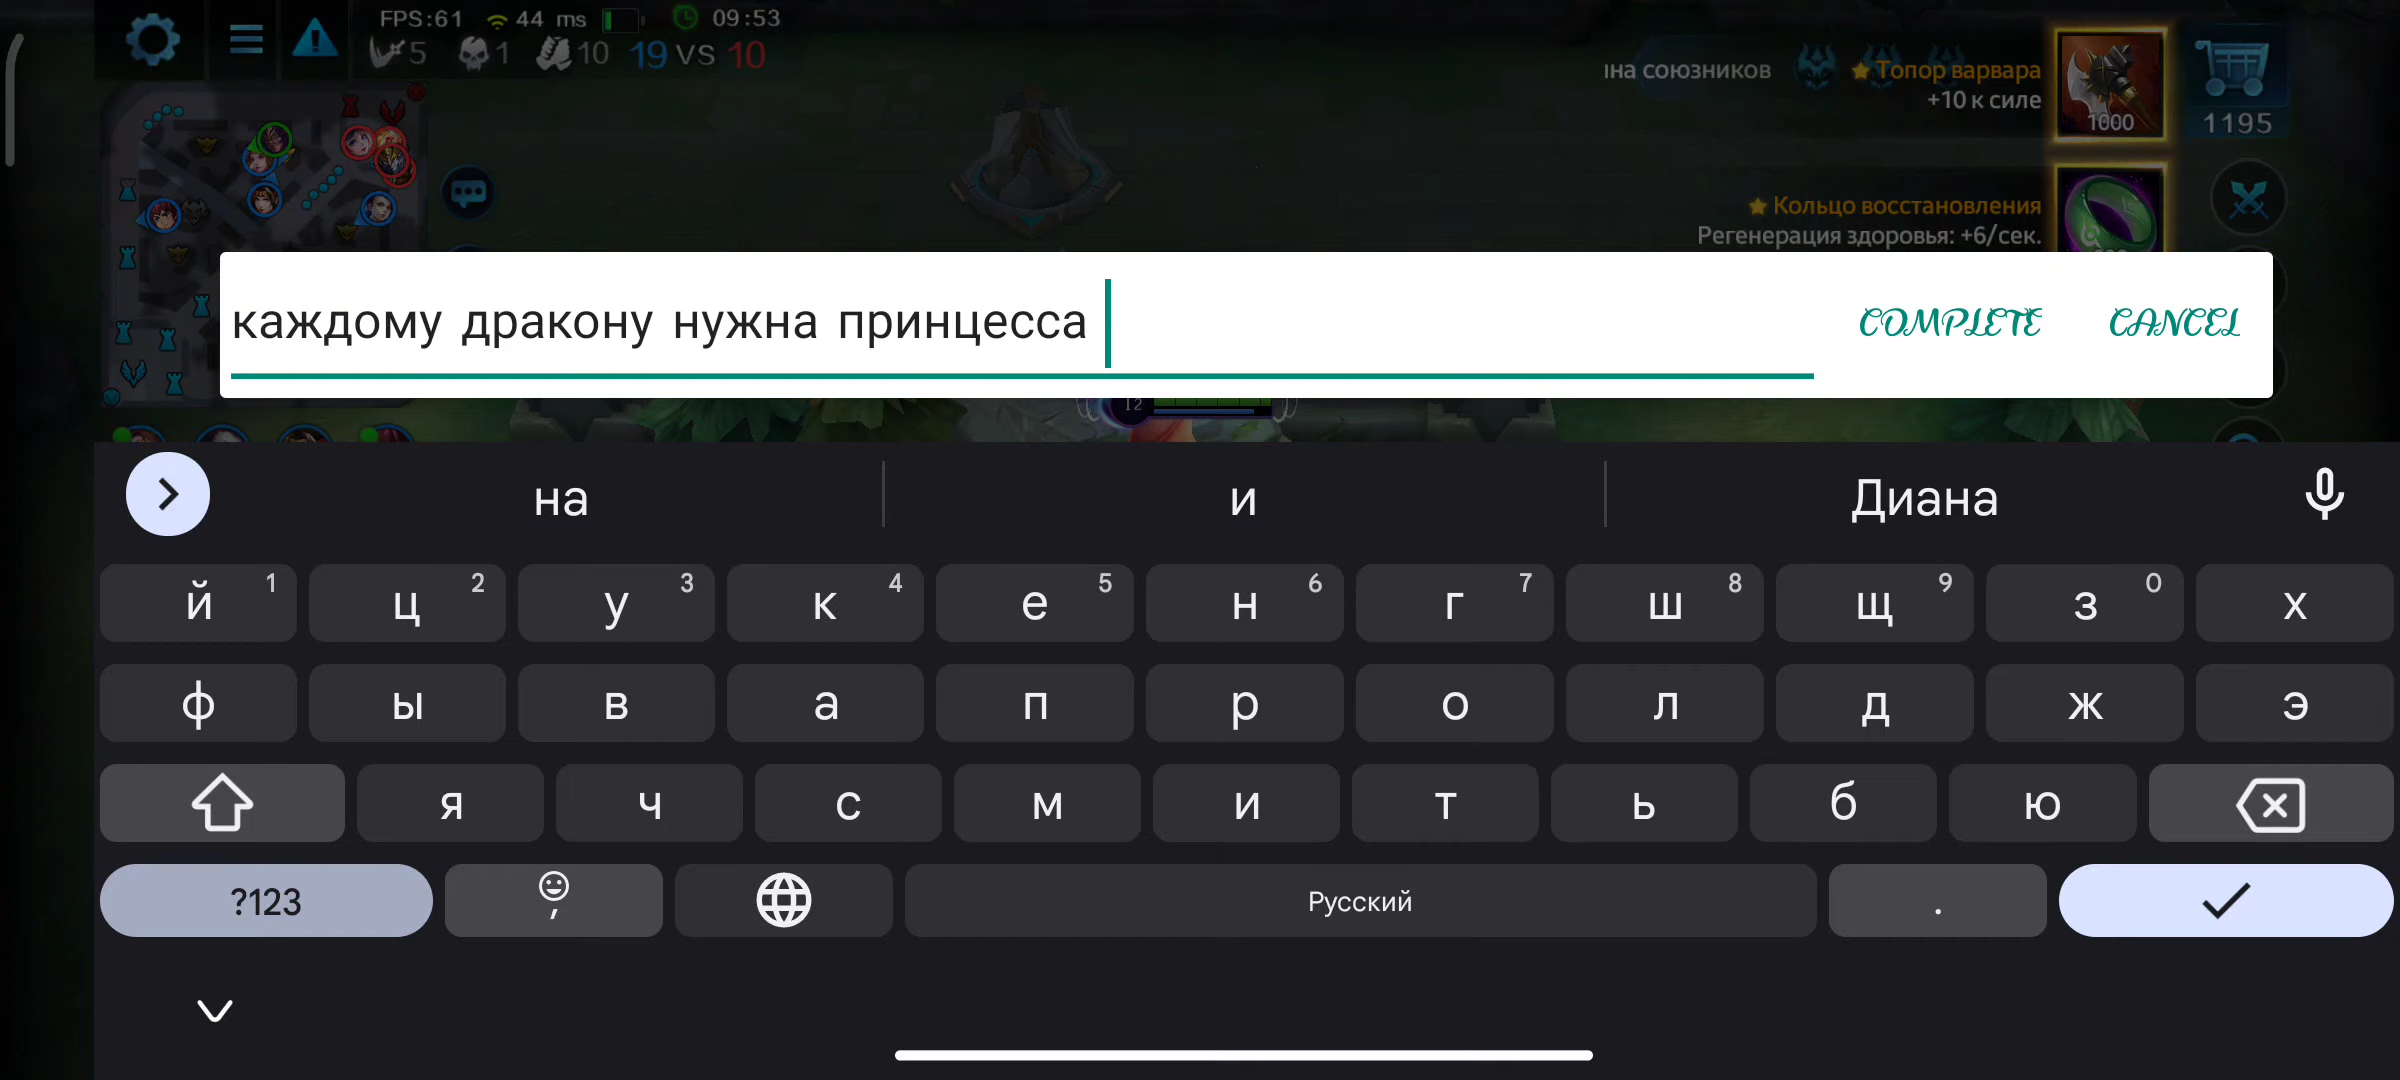 FPS:61 44 ms 09:53
5 1 10 19 VS 10
на союзников
Топор варвара
+10 к силе
1000
1195
Кольцо восстановления
Регенерация здоровья: +6/сек.
каждому дракону нужна принцесса
COMPLETE CANCEL
12
на и Диана
й 1 ц 2 у 3 к 4 е 5 н 6 г 7 ш 8 щ 9 з 0 х
ф ы в а п р о л д ж э
я ч с м и т ь б ю
?123 , Русский .